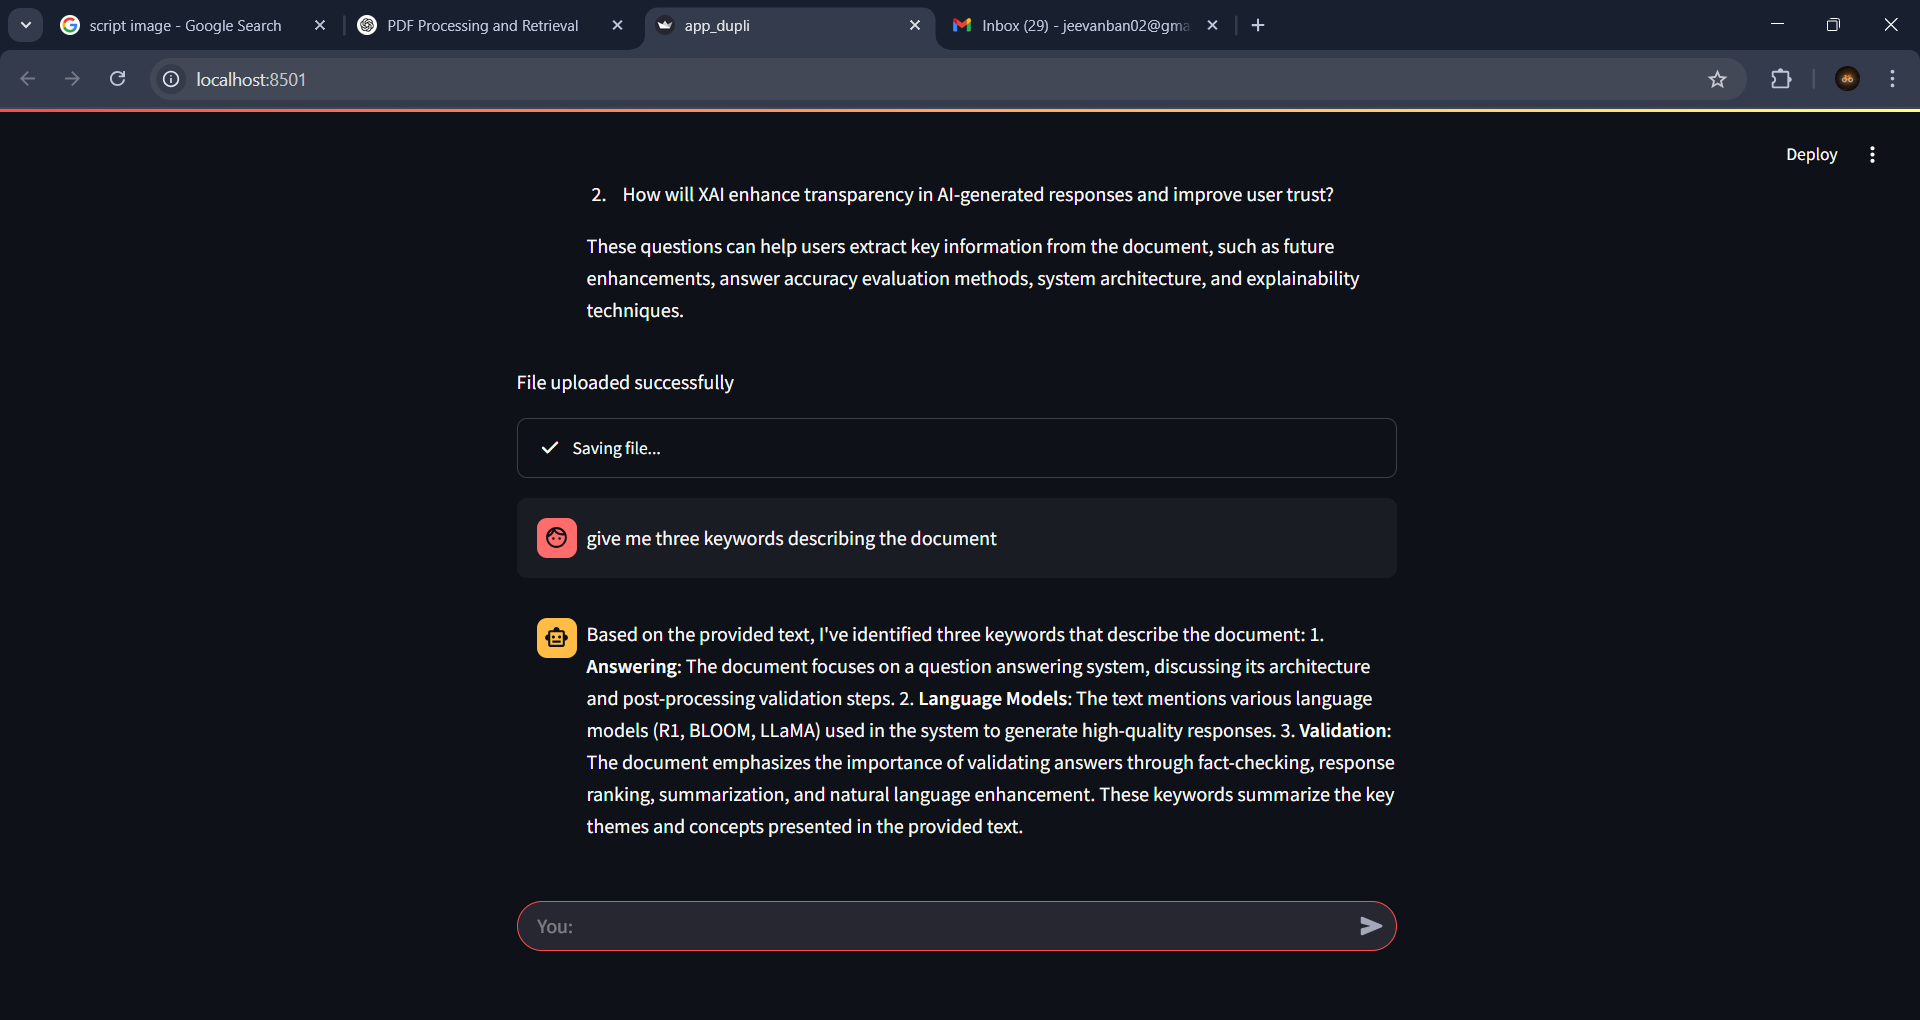 script image - Google Search
PDF Processing and Retrieval
app_dupli
Inbox (29) - jeevanban02@gma
localhost:8501
Deploy
2. How will XAI enhance transparency in AI-generated responses and improve user trust?
These questions can help users extract key information from the document, such as future
enhancements, answer accuracy evaluation methods, system architecture, and explainability
techniques.
File uploaded successfully
Saving file...
give me three keywords describing the document
Based on the provided text, I've identified three keywords that describe the document: 1.
Answering: The document focuses on a question answering system, discussing its architecture
and post-processing validation steps. 2. Language Models: The text mentions various language
models (R1, BLOOM, LLaMA) used in the system to generate high-quality responses. 3. Validation:
The document emphasizes the importance of validating answers through fact-checking, response
ranking, summarization, and natural language enhancement. These keywords summarize the key
themes and concepts presented in the provided text.
You: